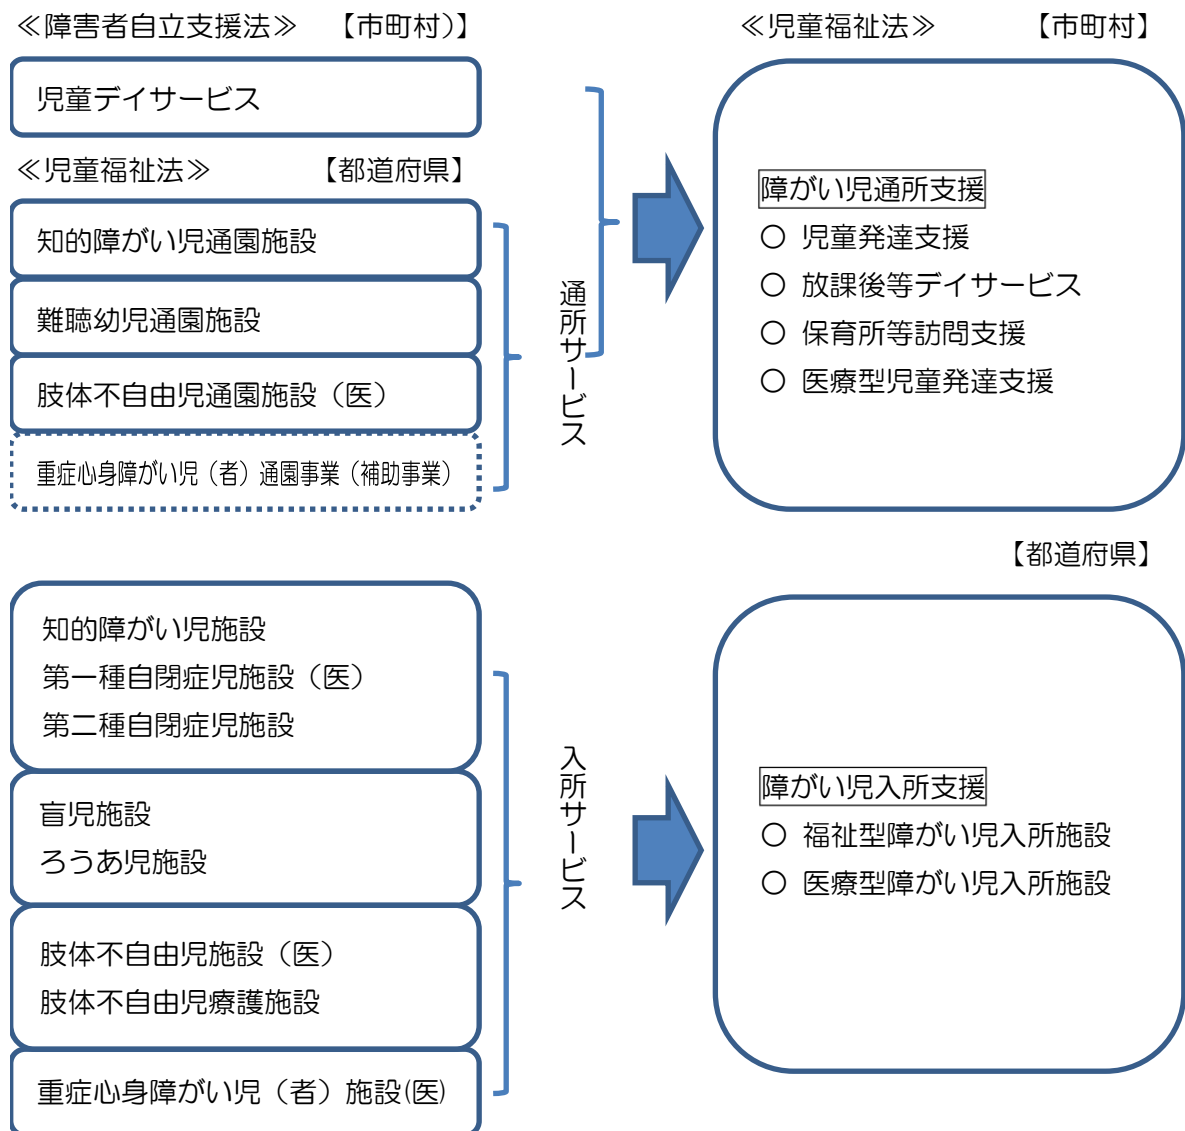 ≪障害者自立支援法≫ 【市町村)】
児童デイサービス
≪児童福祉法≫ 【都道府県】
知的障がい児通園施設
難聴幼児通園施設
肢体不自由児通園施設（医）
重症心身障がい児（者）通園事業（補助事業）
通所サービス
≪児童福祉法≫ 【市町村】
障がい児通所支援
○ 児童発達支援
○ 放課後等デイサービス
○ 保育所等訪問支援
○ 医療型児童発達支援
知的障がい児施設
第一種自閉症児施設（医）
第二種自閉症児施設
盲児施設
ろうあ児施設
肢体不自由児施設（医）
肢体不自由児療護施設
重症心身障がい児（者）施設(医)
入所サービス
【都道府県】
障がい児入所支援
○ 福祉型障がい児入所施設
○ 医療型障がい児入所施設